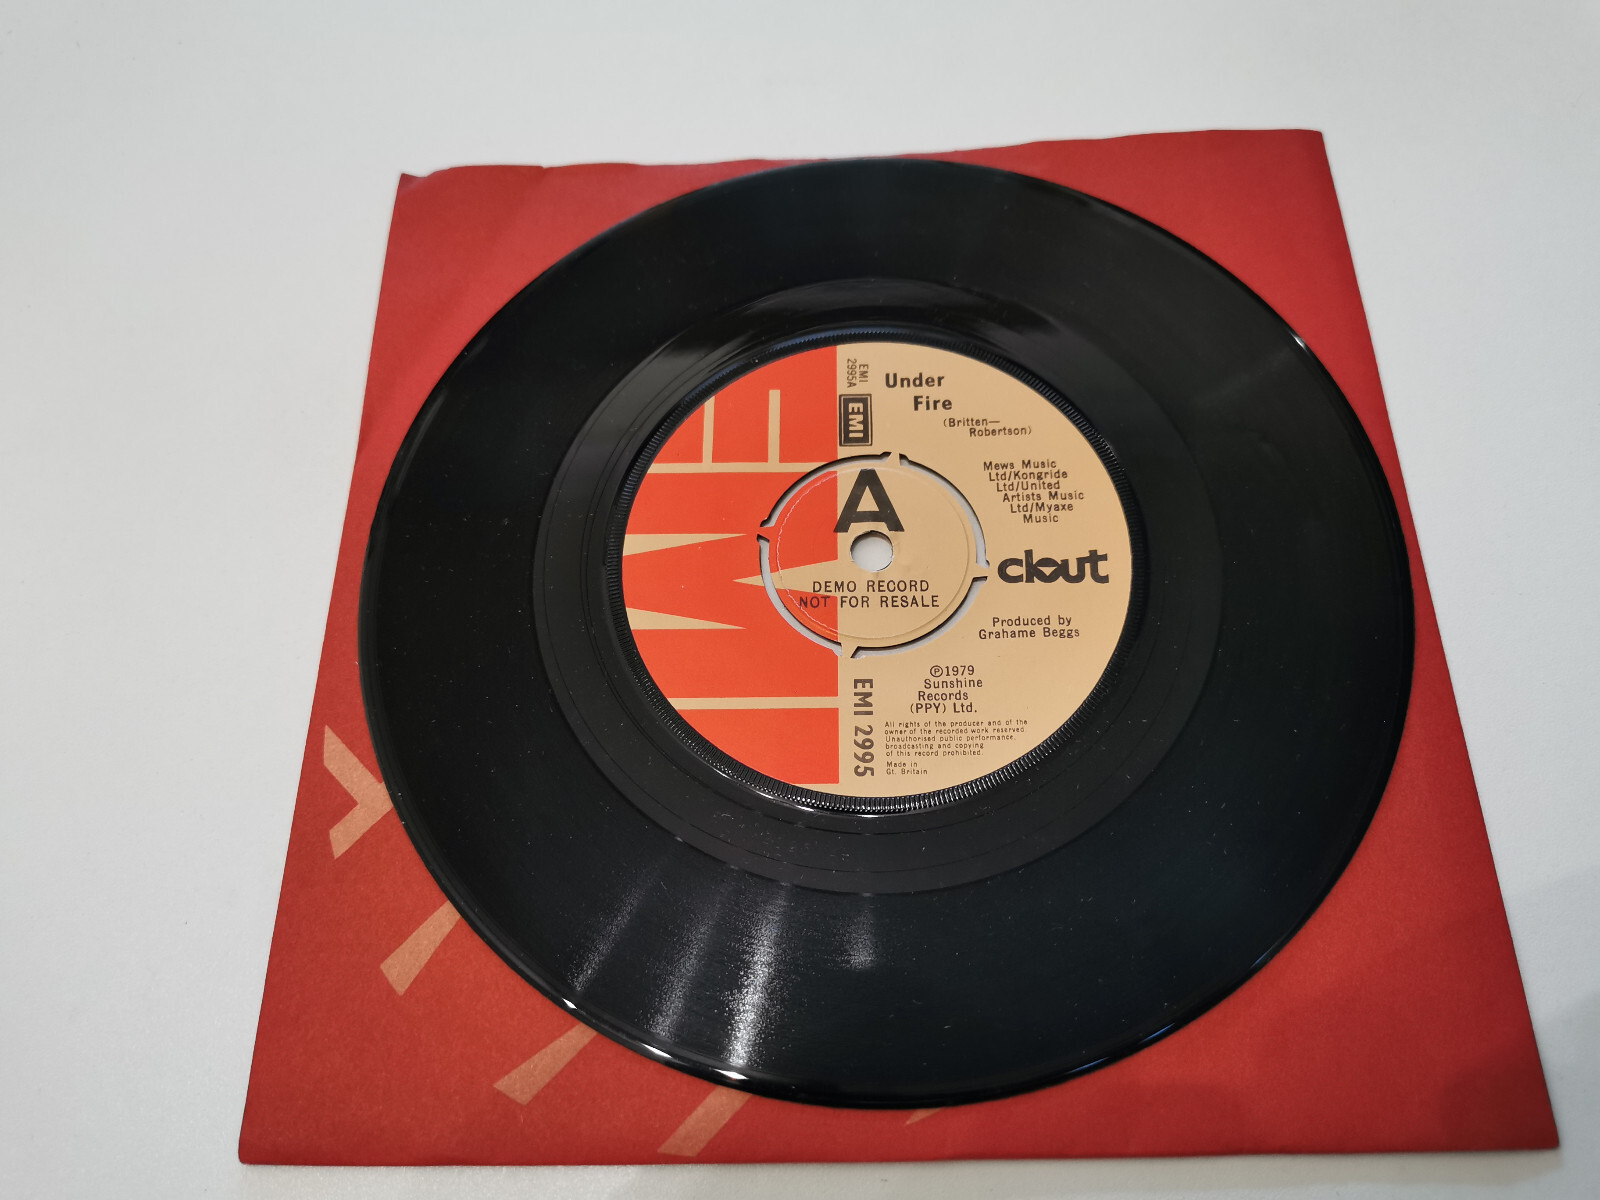 EMI
2995A
EMI
Under
Fire
(Britten—
Robertson)
Mews Music
Ltd/Kongride
Ltd/United
Artists Music
Ltd/Myaxe
Music
A
DEMO RECORD
NOT FOR RESALE
clout
Produced by
Grahame Beggs
℗1979
Sunshine
Records
(PPY) Ltd.
EMI 2995
All rights of the producer and of the
owner of the recorded work reserved
Unauthorised public performance,
broadcasting and copying
of this record prohibited.
Made in
Gt. Britain